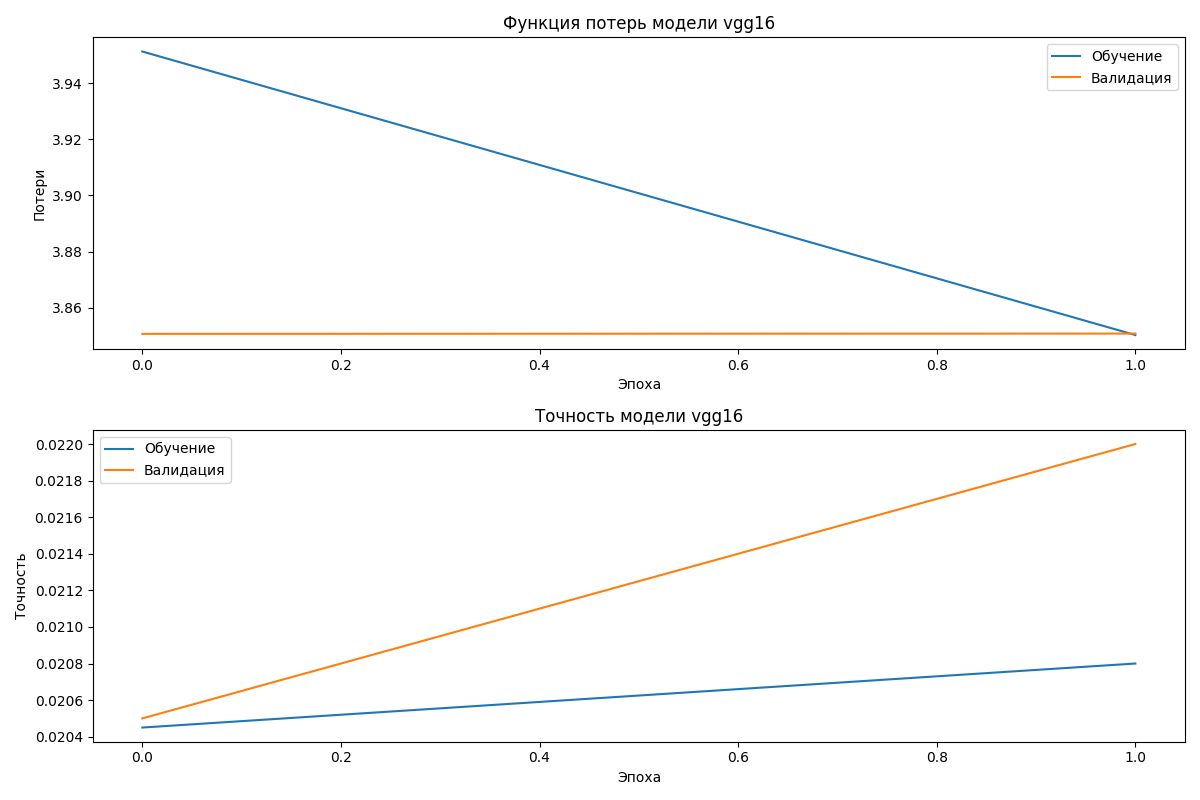 Функция потерь модели vgg16
Обучение
Валидация
3.94
3.92
3.90
3.88
3.86
Потери
0.0 0.2 0.4 0.6 0.8 1.0
Эпоха
Точность модели vgg16
Обучение
Валидация
0.0220
0.0218
0.0216
0.0214
0.0212
0.0210
0.0208
0.0206
0.0204
Точность
0.0 0.2 0.4 0.6 0.8 1.0
Эпоха